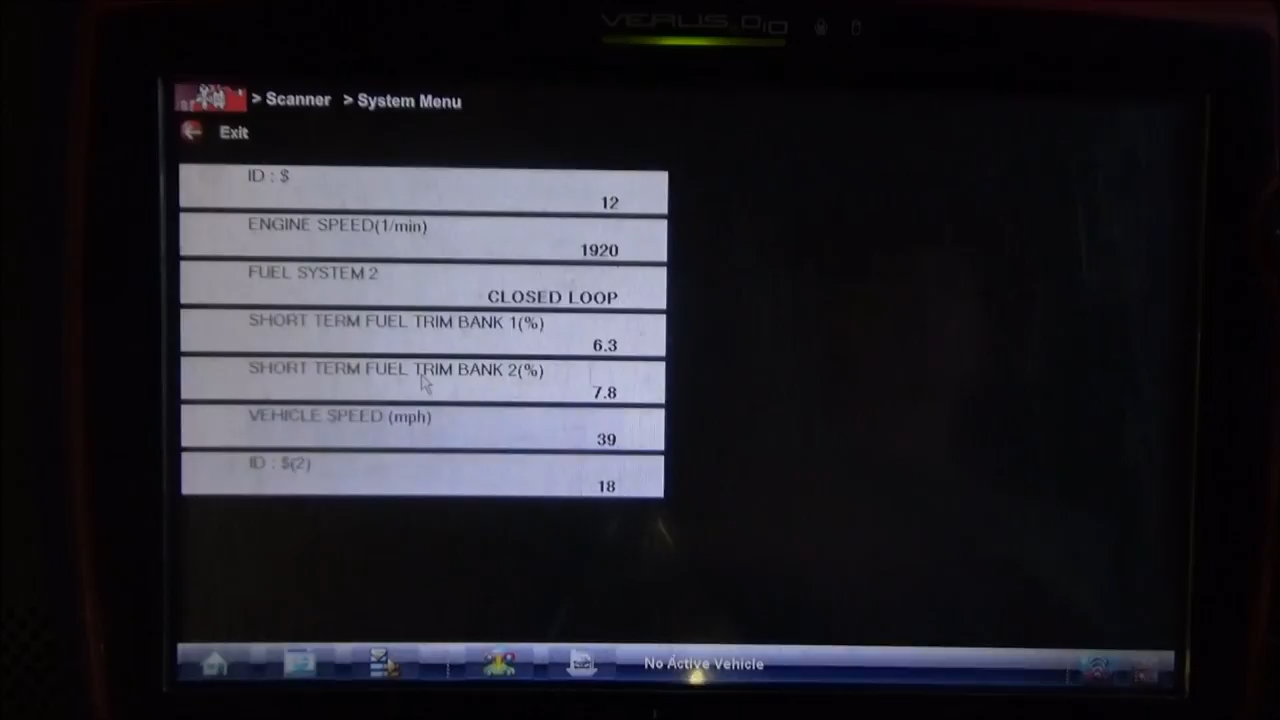 VERUS. DIO
> Scanner > System Menu
Exit
ID : $
12
ENGINE SPEED(1/min)
1920
FUEL SYSTEM 2
CLOSED LOOP
SHORT TERM FUEL TRIM BANK 1(%)
6.3
SHORT TERM FUEL TRIM BANK 2(%)
7.8
VEHICLE SPEED (mph)
39
ID : $(2)
18
No Active Vehicle